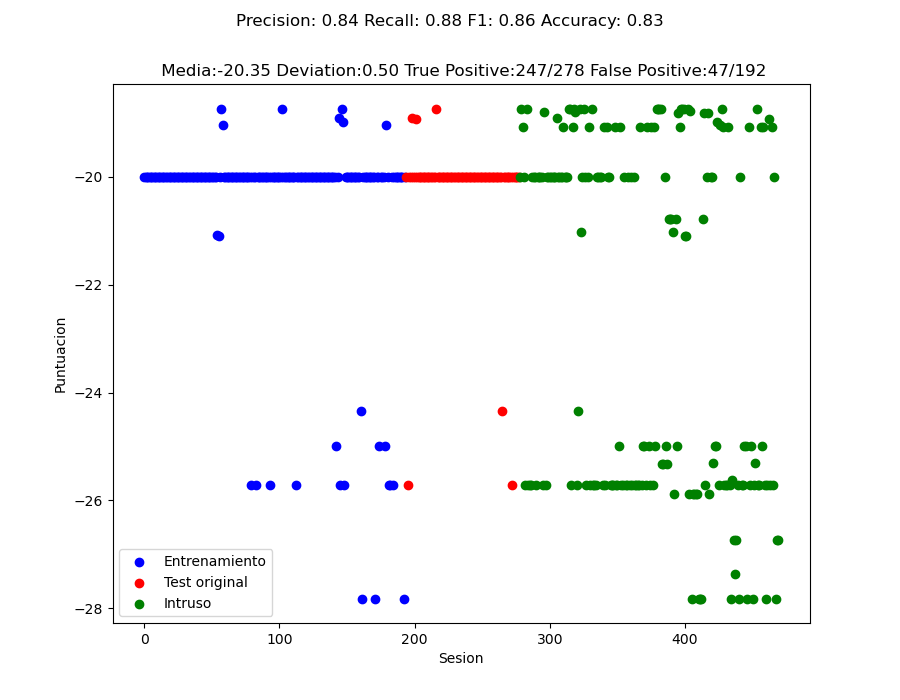 Precision: 0.84 Recall: 0.88 F1: 0.86 Accuracy: 0.83
Media:-20.35 Deviation:0.50 True Positive:247/278 False Positive:47/192
Puntuacion
−20
−22
−24
−26
−28
Entrenamiento
Test original
Intruso
0 100 200 300 400
Sesion